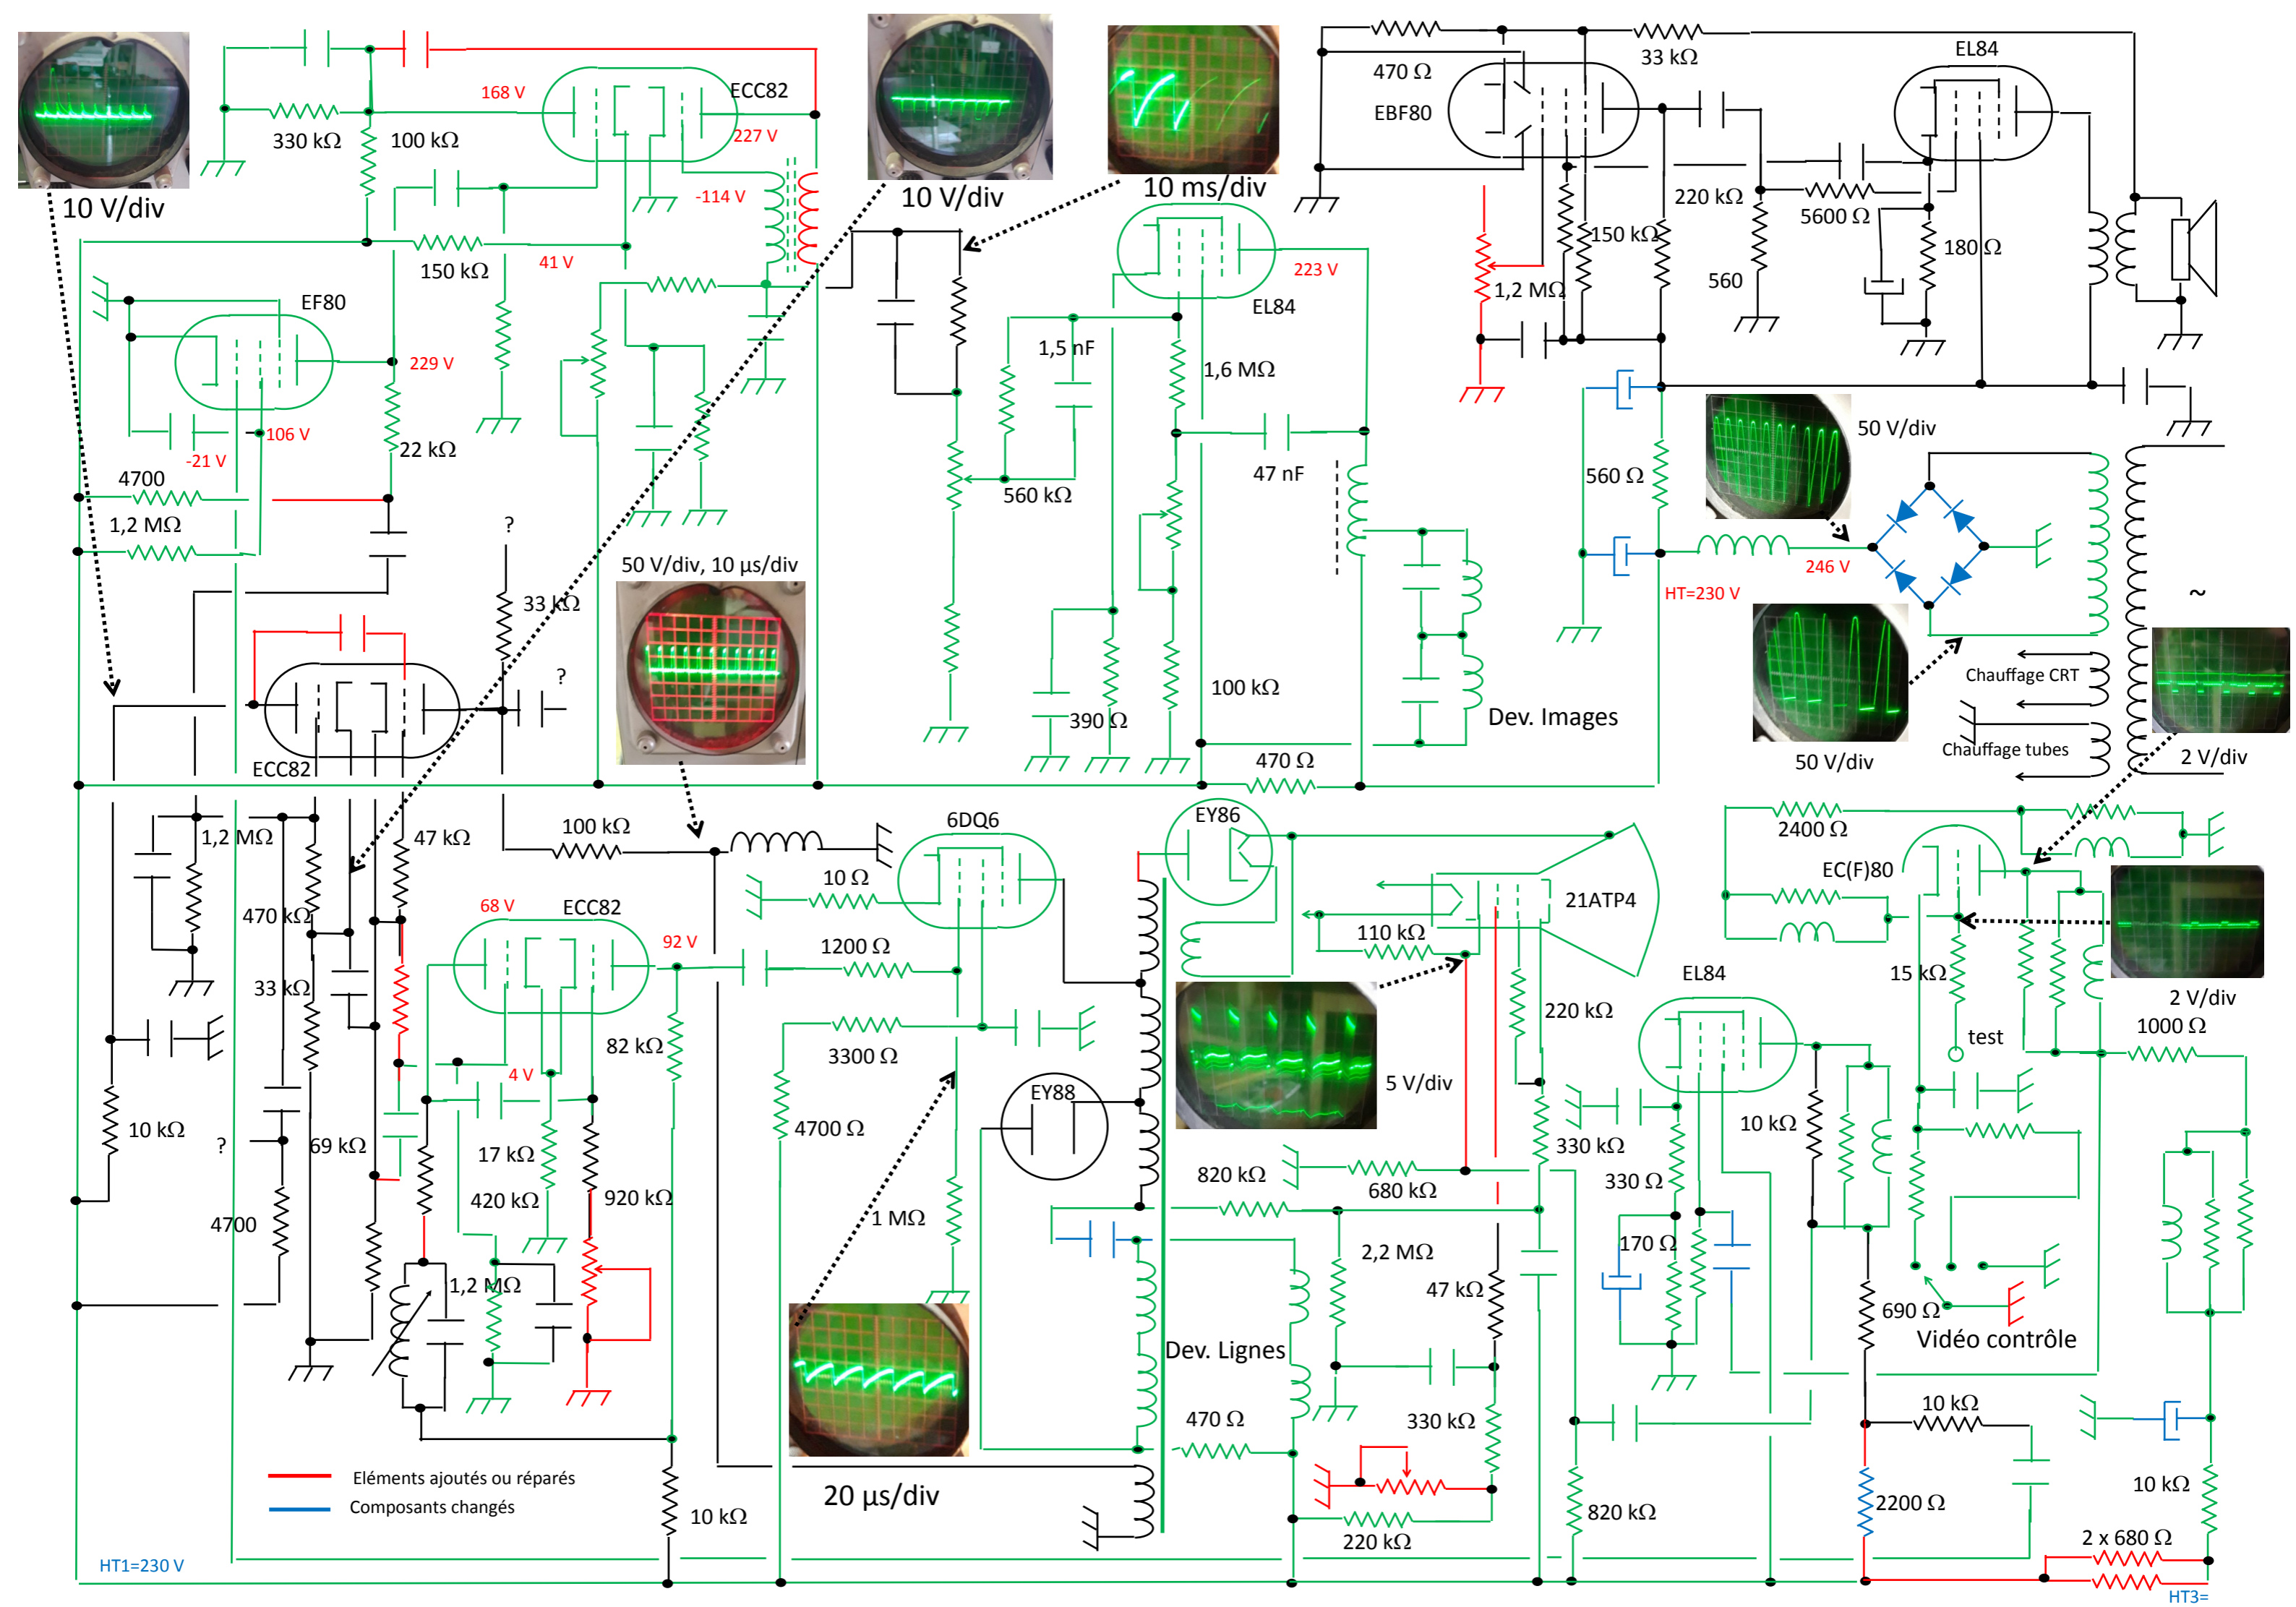 EL84
470 Ω
33 kΩ
ECC82
168 V
EBF80
227 V
330 kΩ
100 kΩ
10 V/div
-114 V
10 V/div
10 ms/div
220 kΩ
5600 Ω
150 kΩ
180 Ω
150 kΩ
41 V
223 V
560
1,2 MΩ
EF80
EL84
1,5 nF
229 V
1,6 MΩ
106 V
50 V/div
22 kΩ
-21 V
47 nF
560 Ω
4700
560 kΩ
1,2 MΩ
?
50 V/div, 10 µs/div
246 V
HT=230 V
~
33 kΩ
?
Chauffage CRT
100 kΩ
390 Ω
Dev. Images
Chauffage tubes
2 V/div
ECC82
470 Ω
50 V/div
EY86
6DQ6
2400 Ω
100 kΩ
1,2 MΩ
47 kΩ
10 Ω
EC(F)80
68 V
ECC82
21ATP4
470 kΩ
92 V
110 kΩ
1200 Ω
EL84
15 kΩ
33 kΩ
220 kΩ
2 V/div
1000 Ω
82 kΩ
3300 Ω
test
4 V
5 V/div
EY88
10 kΩ
4700 Ω
10 kΩ
?
69 kΩ
17 kΩ
330 kΩ
820 kΩ
330 Ω
680 kΩ
420 kΩ
920 kΩ
4700
1 MΩ
170 Ω
2,2 MΩ
1,2 MΩ
47 kΩ
690 Ω
Vidéo contrôle
Dev. Lignes
10 kΩ
470 Ω
330 kΩ
Eléments ajoutés ou réparés
10 kΩ
20 µs/div
Composants changés
2200 Ω
10 kΩ
820 kΩ
220 kΩ
2 x 680 Ω
HT1=230 V
HT3=